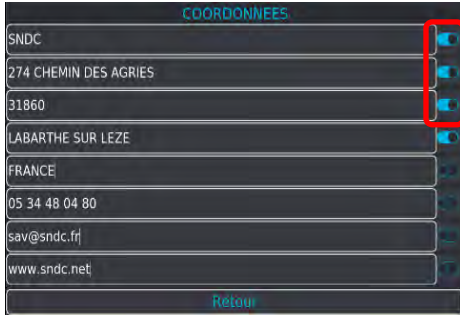 COORDONNEES
SNDC
274 CHEMIN DES AGRIES
31860
LABARTHE SUR LEZE
FRANCE
05 34 48 04 80
sav@sndc.fr
www.sndc.net
Retour